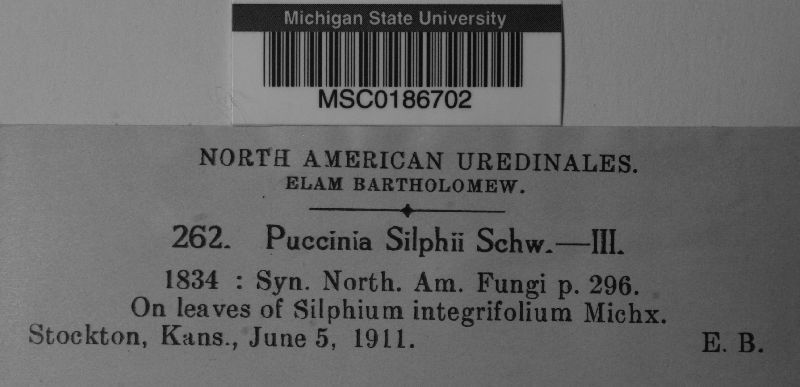 Michigan State University
MSC0186702
NORTH AMERICAN UREDINALES.
ELAM BARTHOLOMEW.
262. Puccinia Silphii Schw.—III.
1834 : Syn. North. Am. Fungi p. 296.
On leaves of Silphium integrifolium Michx.
Stockton, Kans., June 5, 1911. E. B.